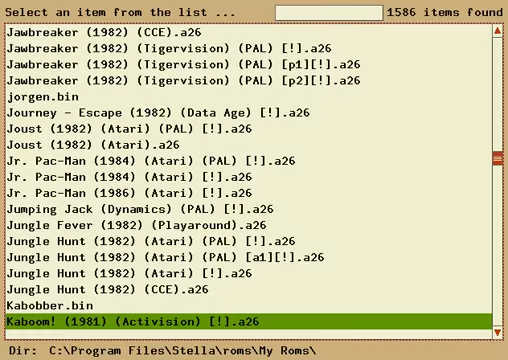 Select an item from the list ... 1586 items found
Jawbreaker (1982) (CCE).a26
Jawbreaker (1982) (Tigervision) (PAL) [!].a26
Jawbreaker (1982) (Tigervision) (PAL) [p1][!].a26
Jawbreaker (1982) (Tigervision) (PAL) [p2][!].a26
jorgen.bin
Journey - Escape (1982) (Data Age) [!].a26
Joust (1982) (Atari) (PAL) [!].a26
Joust (1982) (Atari).a26
Jr. Pac-Man (1984) (Atari) (PAL) [!].a26
Jr. Pac-Man (1984) (Atari) [!].a26
Jr. Pac-Man (1986) (Atari) [!].a26
Jumping Jack (Dynamics) (PAL) [!].a26
Jungle Fever (1982) (Playaround).a26
Jungle Hunt (1982) (Atari) (PAL) [!].a26
Jungle Hunt (1982) (Atari) (PAL) [a1][!].a26
Jungle Hunt (1982) (Atari) [!].a26
Jungle Hunt (1982) (CCE).a26
Kabobber.bin
Kaboom! (1981) (Activision) [!].a26
Dir: C:\Program Files\Stella\roms\My Roms\